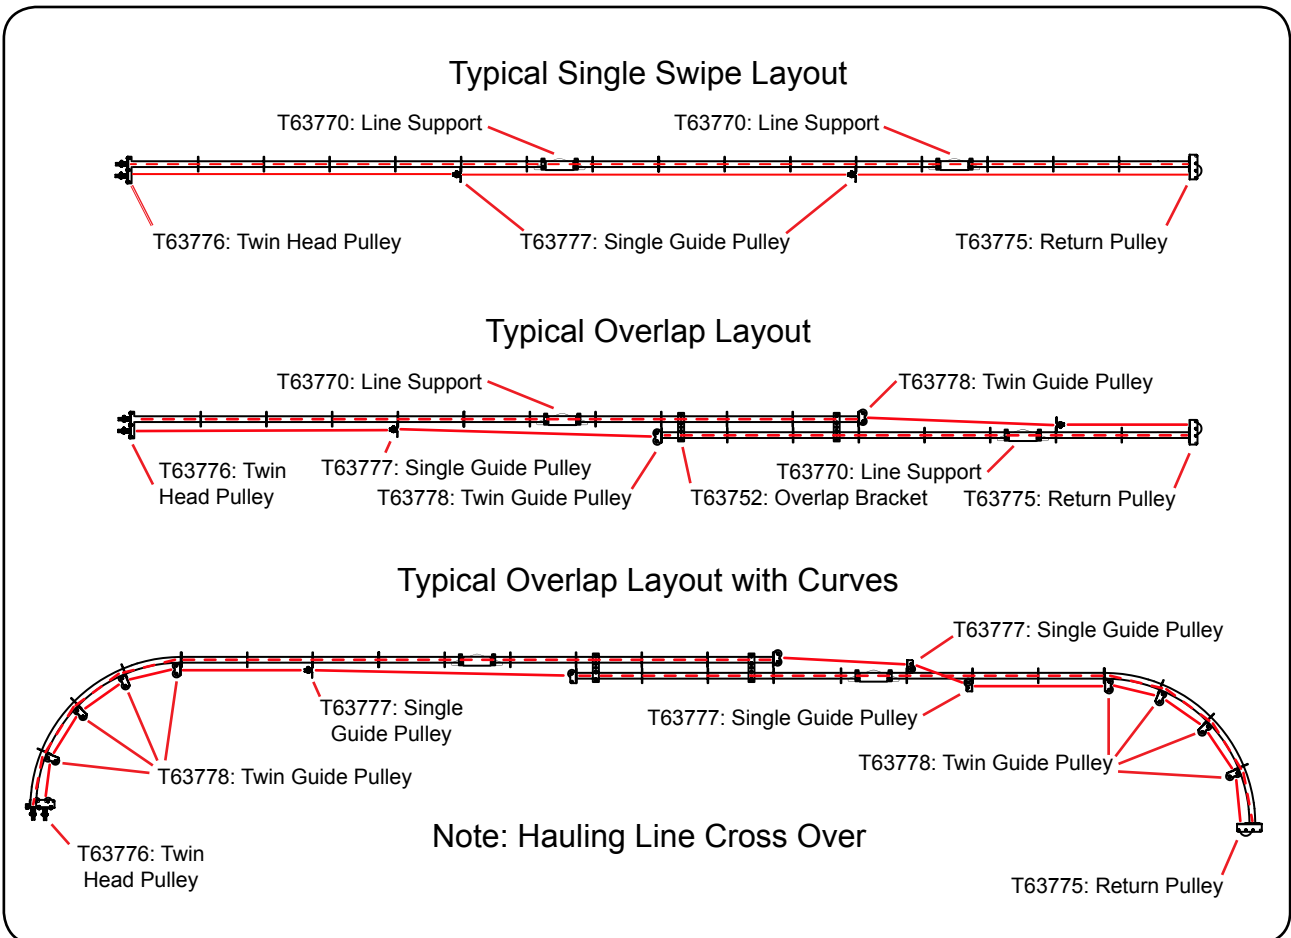 Typical Single Swipe Layout
T63770: Line Support
T63770: Line Support
T63776: Twin Head Pulley
T63777: Single Guide Pulley
T63775: Return Pulley
Typical Overlap Layout
T63770: Line Support
T63778: Twin Guide Pulley
T63776: Twin
Head Pulley
T63777: Single Guide Pulley
T63778: Twin Guide Pulley
T63770: Line Support
T63752: Overlap Bracket
T63775: Return Pulley
Typical Overlap Layout with Curves
T63777: Single Guide Pulley
T63777: Single
Guide Pulley
T63777: Single Guide Pulley
T63778: Twin Guide Pulley
T63778: Twin Guide Pulley
Note: Hauling Line Cross Over
T63776: Twin
Head Pulley
T63775: Return Pulley